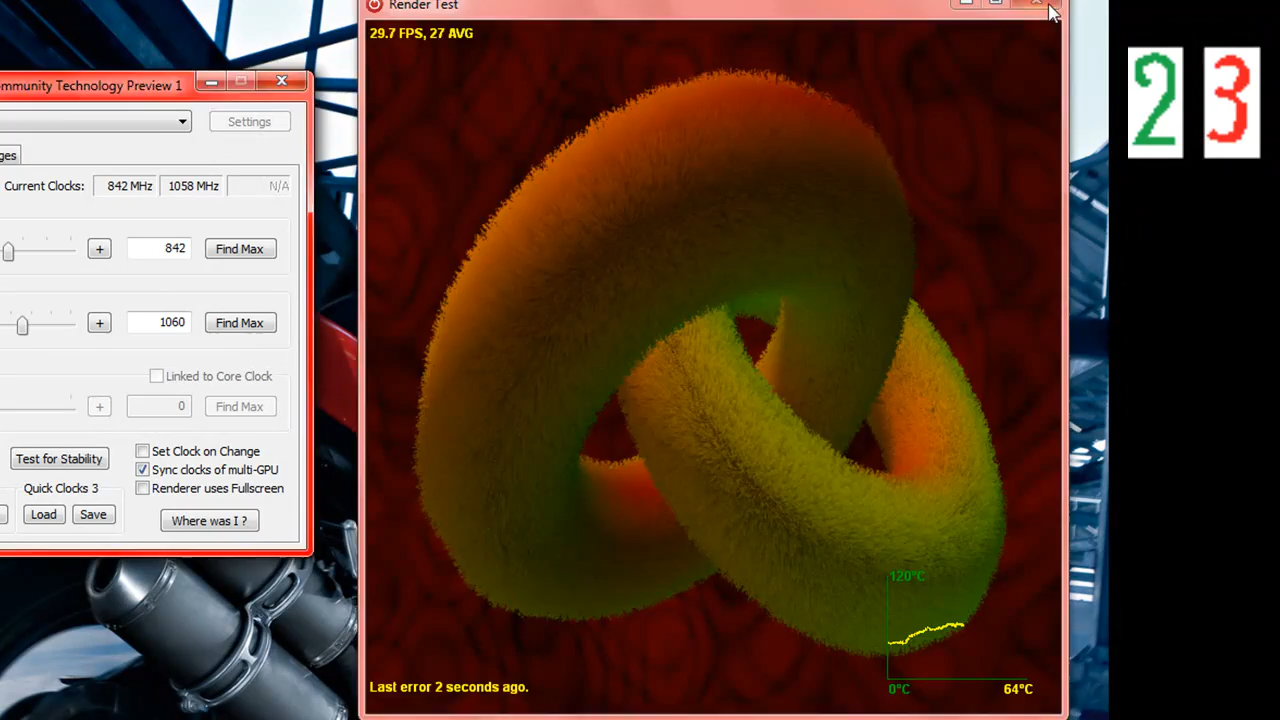 Render Test
29.7 FPS, 27 AVG
23
mmunity Technology Preview 1
Settings
ges
Current Clocks: 842 MHz 1058 MHz N/A
+ 842 Find Max
+ 1060 Find Max
Linked to Core Clock
+ 0 Find Max
Test for Stability
Set Clock on Change
Sync clocks of multi-GPU
Renderer uses Fullscreen
Quick Clocks 3
Load Save
Where was I ?
120°C
Last error 2 seconds ago.
0°C 64°C